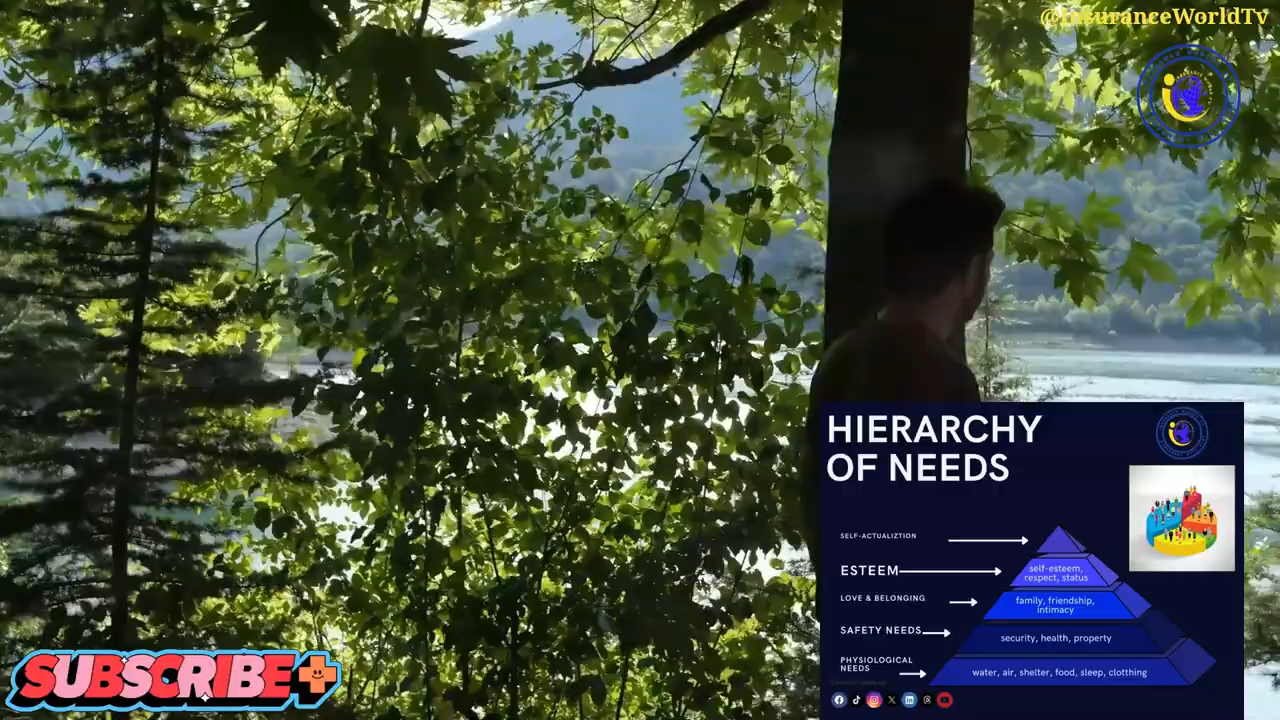 @InsuranceWorldTv
HIERARCHY
OF NEEDS
SELF-ACTUALIZTION
ESTEEM
self-esteem,
respect, status
LOVE & BELONGING
family, friendship,
intimacy
SAFETY NEEDS
security, health, property
PHYSIOLOGICAL
NEEDS
water, air, shelter, food, sleep, clotthing
SUBSCRIBE